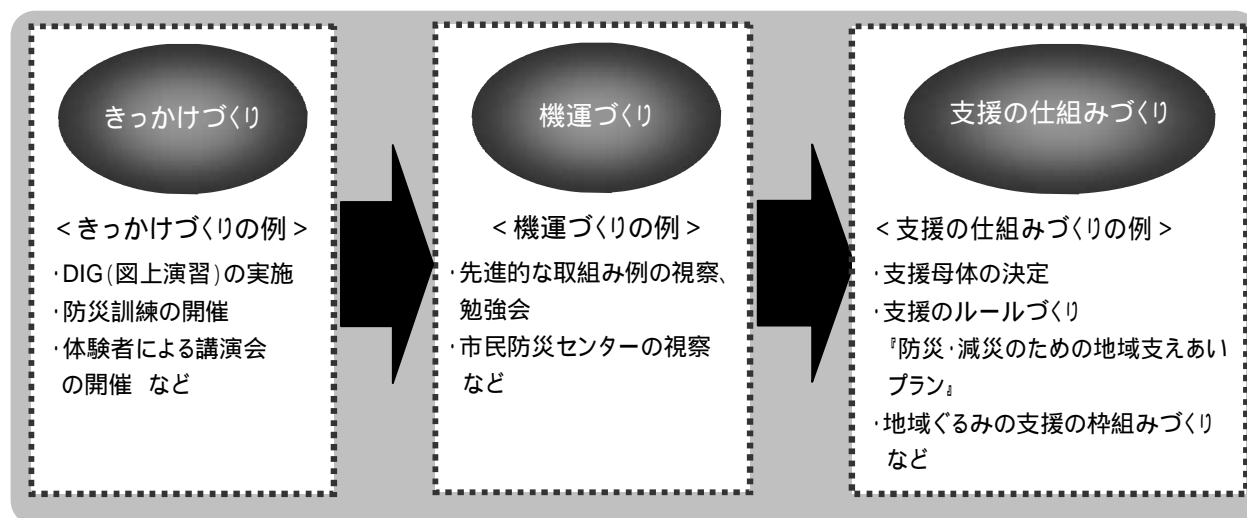 きっかけづくり
<きっかけづくりの例>
・DIG(図上演習)の実施
・防災訓練の開催
・体験者による講演会
の開催 など
機運づくり
<機運づくりの例>
・先進的な取組み例の視察、
勉強会
・市民防災センターの視察
など
支援の仕組みづくり
<支援の仕組みづくりの例>
・支援母体の決定
・支援のルールづくり
『防災・減災のための地域支えあい
プラン』
・地域ぐるみの支援の枠組みづくり
など